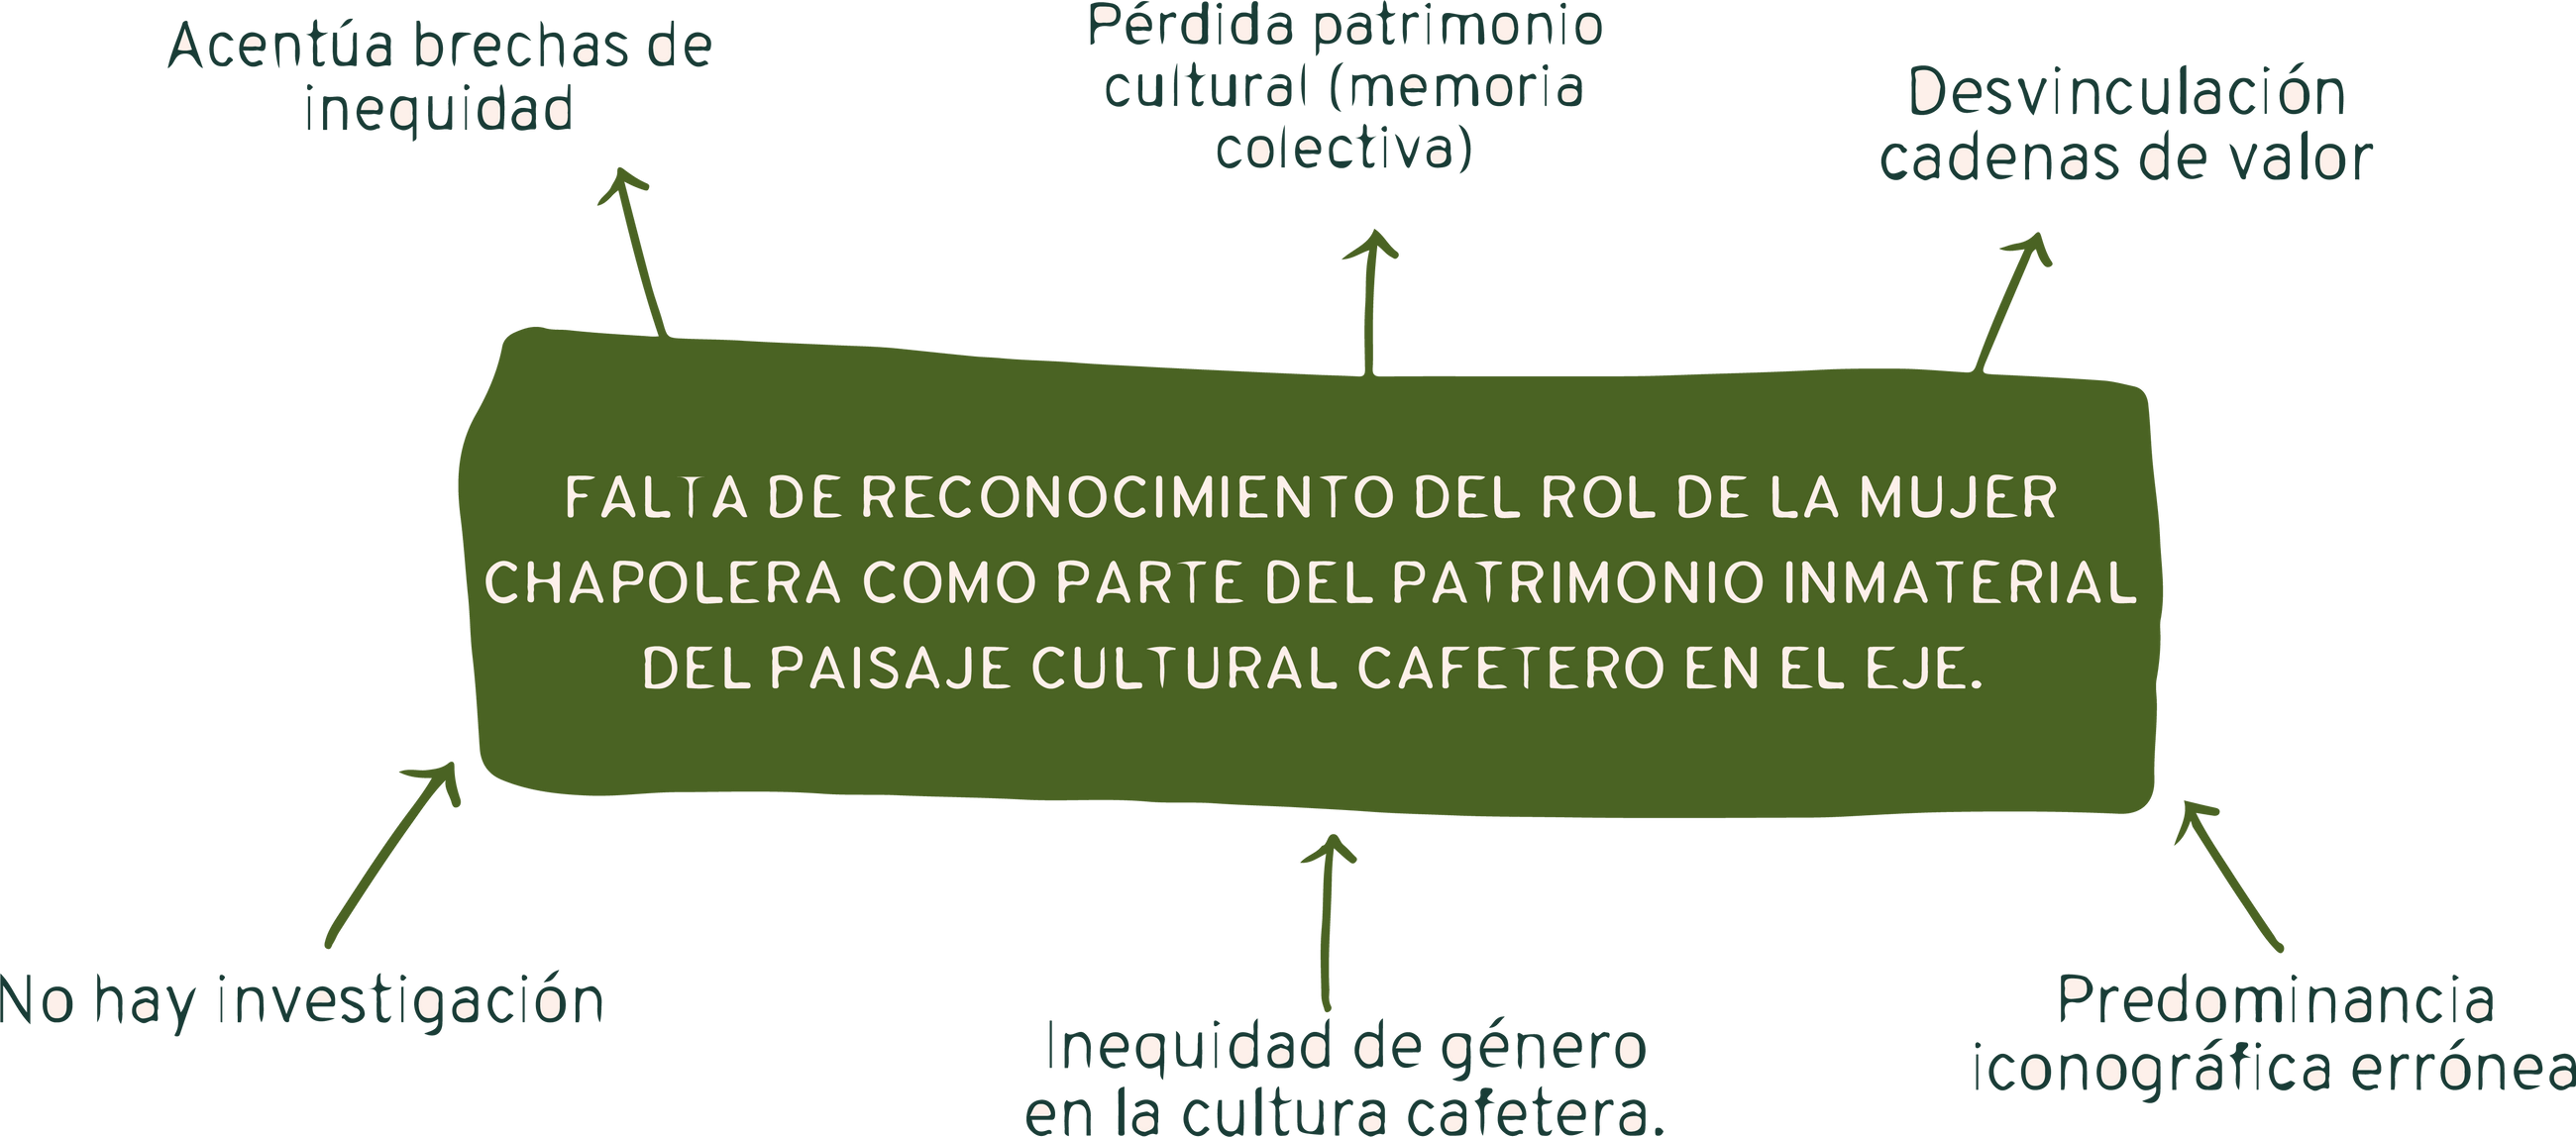 Acentúa brechas de
inequidad
Pérdida patrimonio
cultural (memoria
colectiva)
Desvinculación
cadenas de valor
FALTA DE RECONOCIMIENTO DEL ROL DE LA MUJER
CHAPOLERA COMO PARTE DEL PATRIMONIO INMATERIAL
DEL PAISAJE CULTURAL CAFETERO EN EL EJE.
No hay investigación
Inequidad de género
en la cultura cafetera.
Predominancia
iconográfica errónea